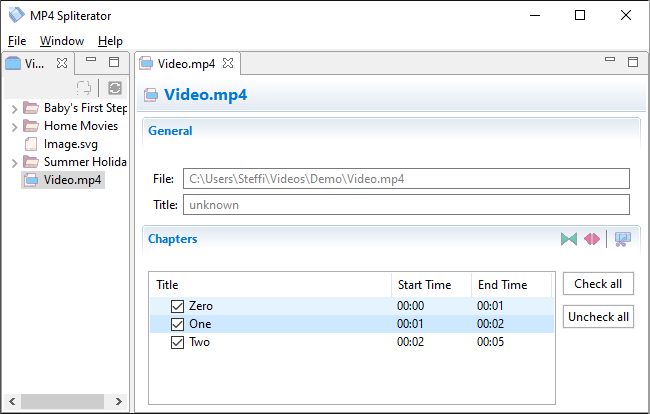 MP4 Spliterator
File Window Help
Vi...
Baby's First Step
Home Movies
Image.svg
Summer Holida
Video.mp4
Video.mp4
Video.mp4
General
File: C:\Users\Steffi\Videos\Demo\Video.mp4
Title: unknown
Chapters
Title Start Time End Time
Zero 00:00 00:01
One 00:01 00:02
Two 00:02 00:05
Check all
Uncheck all